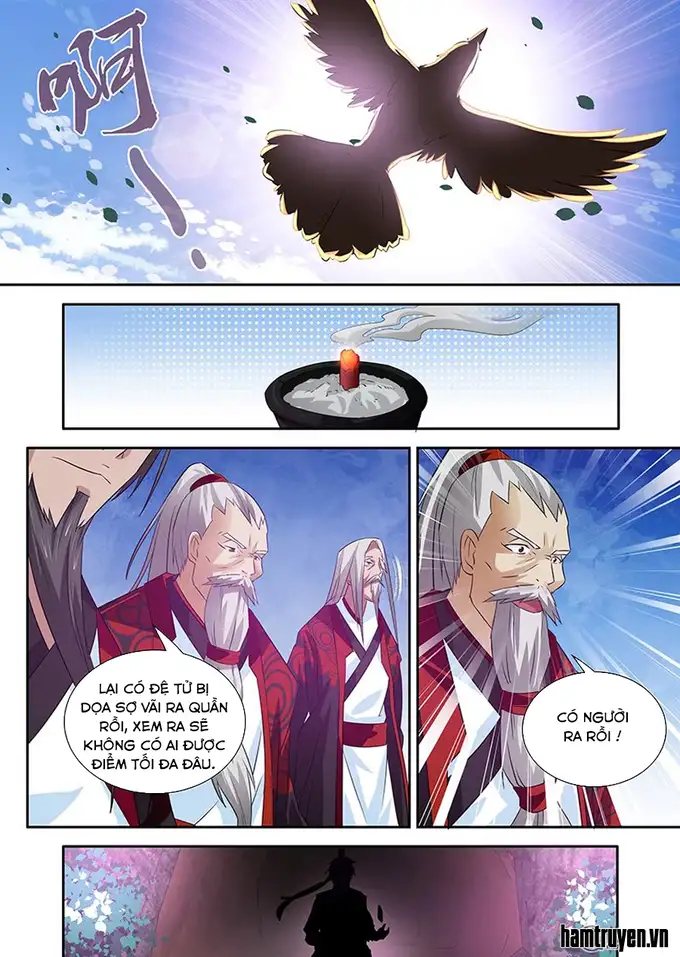 啊
LẠI CÓ ĐỆ TỬ BỊ
DỌA SỢ VÃI RA QUẦN
RỒI, XEM RA SẼ
KHÔNG CÓ AI ĐƯỢC
ĐIỂM TỐI ĐA ĐÂU.
CÓ NGƯỜI
RA RỒI !
hamtruyen.vn